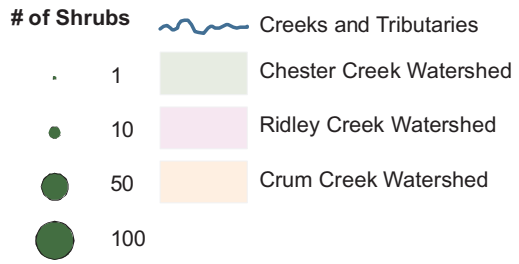 # of Shrubs
1
10
50
100
Creeks and Tributaries
Chester Creek Watershed
Ridley Creek Watershed
Crum Creek Watershed